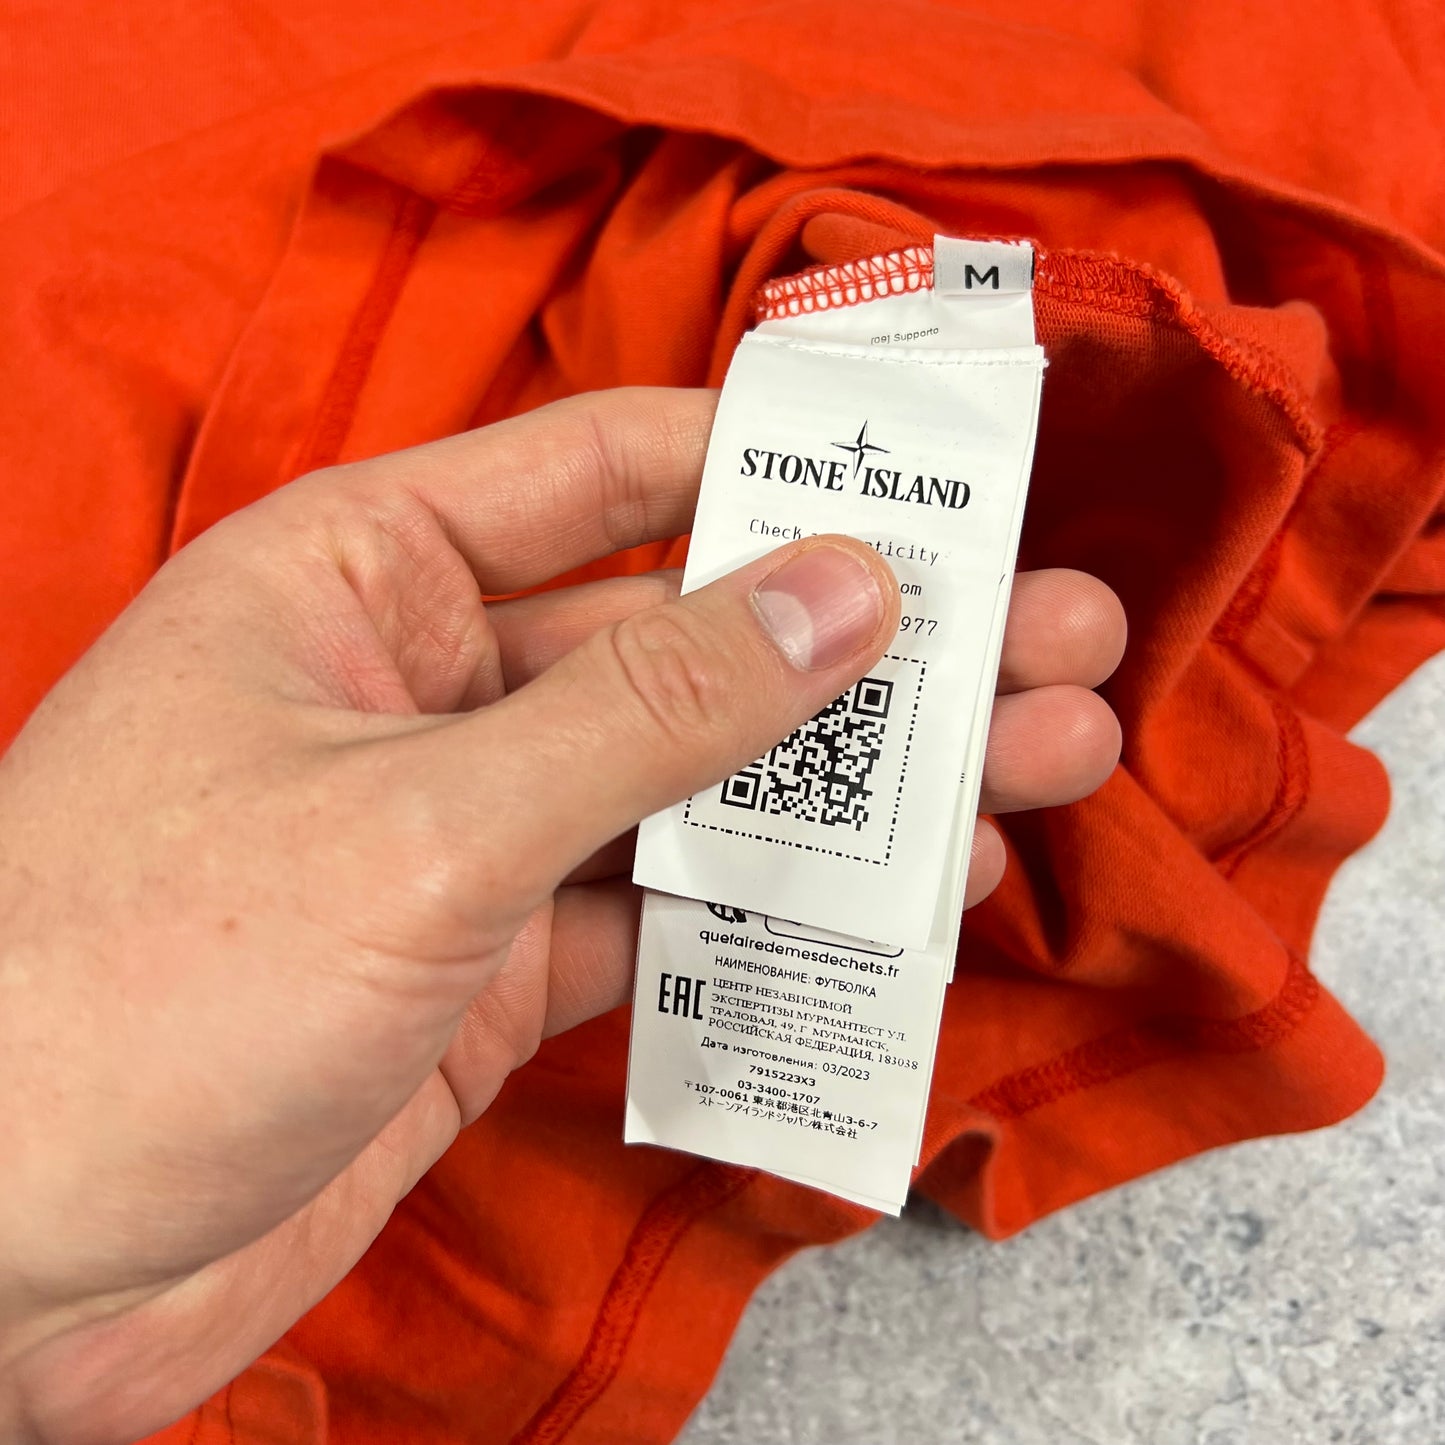 M
Supporto
STONE ISLAND
Check
om
977
quefairedemesdechets.fr
НАИМЕНОВАНИЕ: ФУТБОЛКА
EAC
ЦЕНТР НЕЗАВИСИМОЙ
ЭКСПЕРТИЗЫ МУРМАНТЕСТ УЛ.
ТРАЛОВАЯ, 49, Г. МУРМАНСК,
РОССИЙСКАЯ ФЕДЕРАЦИЯ, 183038
Дата изготовления: 03/2023
7915223X3
03-3400-1707
〒107-0061 東京都港区北青山3-6-7
ストーンアイランドジャパン株式会社